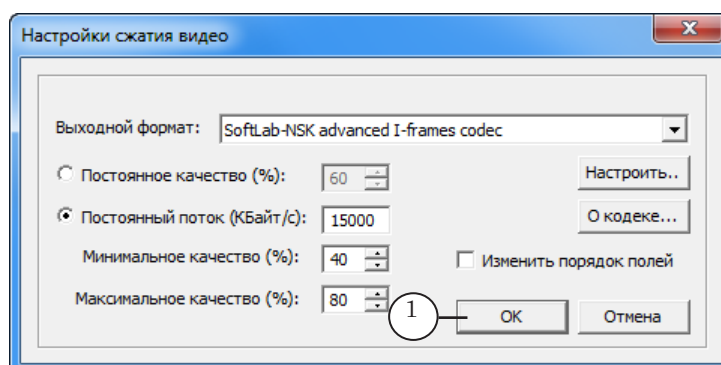 Настройки сжатия видео
Выходной формат: SoftLab-NSK advanced I-frames codec
Постоянное качество (%): 60 Настроить..
Постоянный поток (КБайт/с): 15000 О кодеке...
Минимальное качество (%): 40 Изменить порядок полей
Максимальное качество (%): 80 1 OK Отмена